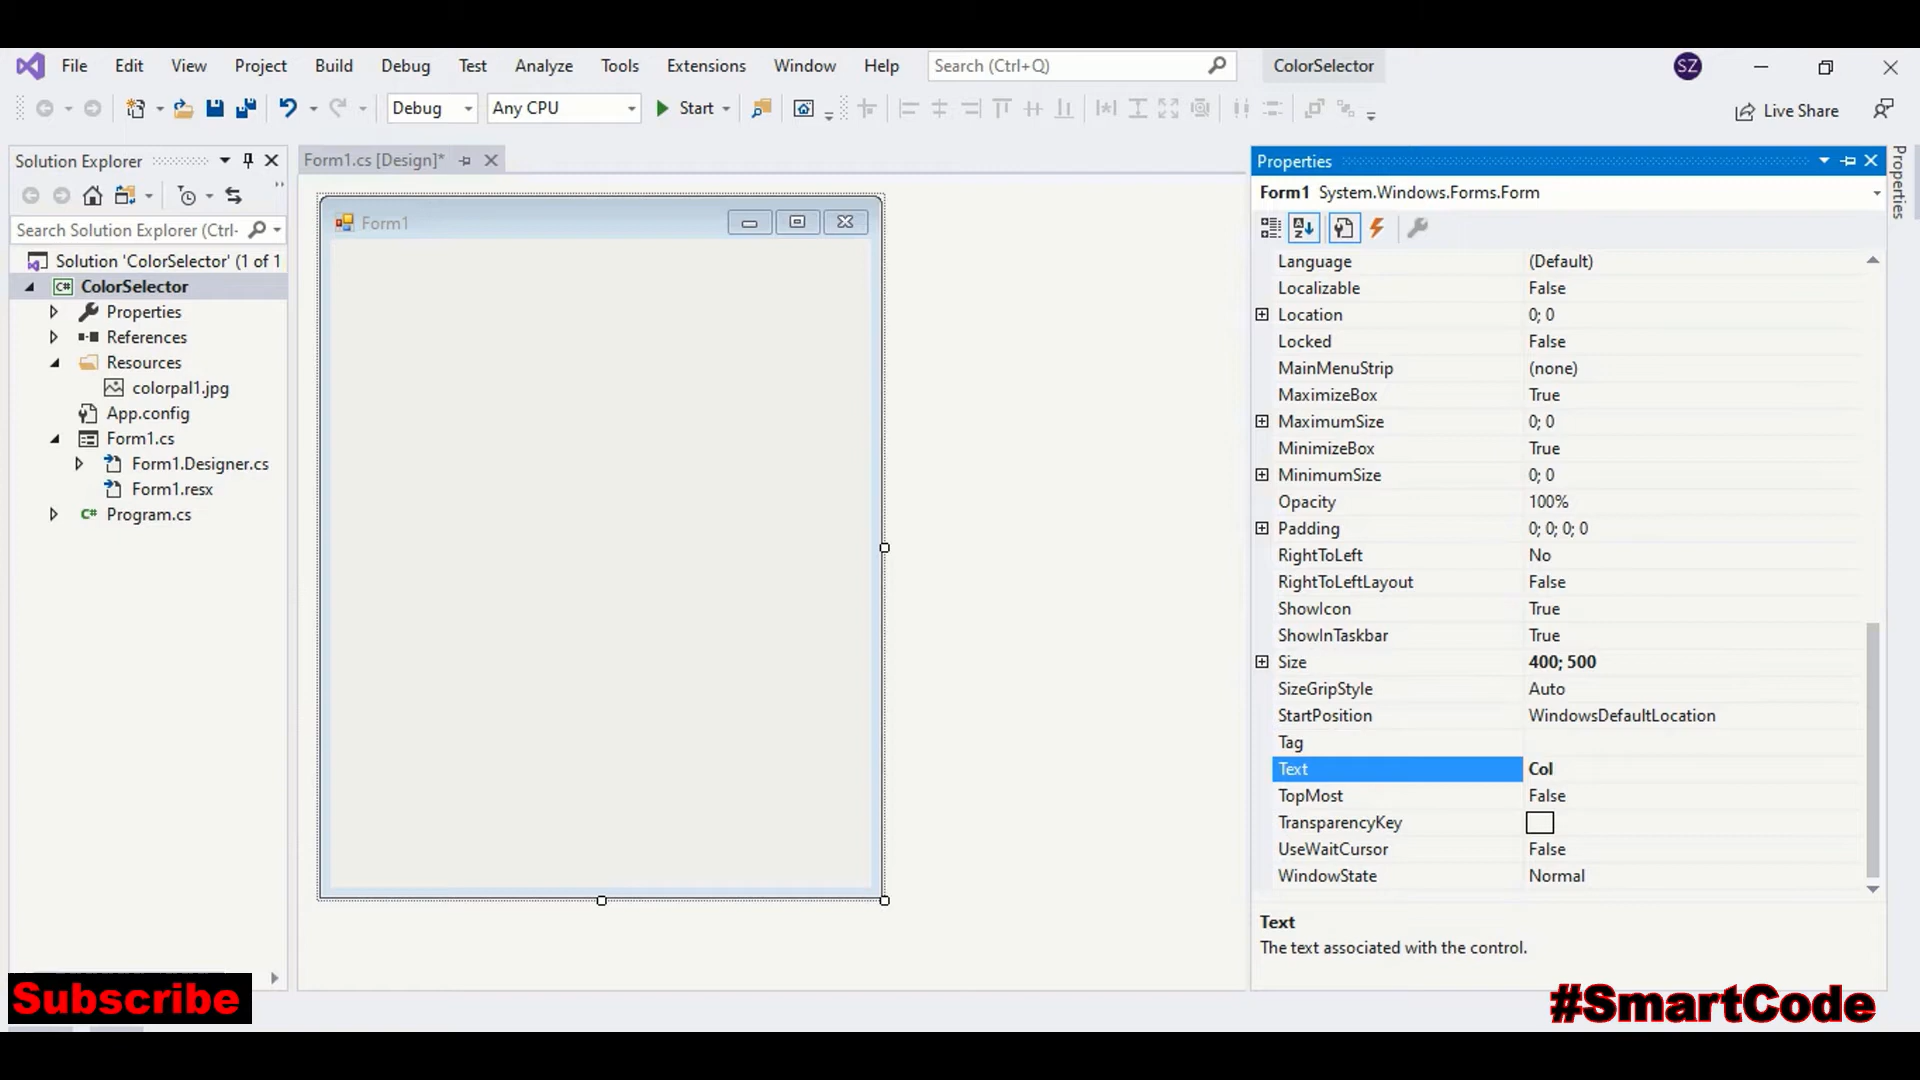 File Edit View Project Build Debug Test Analyze Tools Extensions Window Help Search (Ctrl+Q) ColorSelector SZ
Debug Any CPU Start Live Share
Solution Explorer
Search Solution Explorer (Ctrl-
Solution 'ColorSelector' (1 of 1
ColorSelector
Properties
References
Resources
colorpal1.jpg
App.config
Form1.cs
Form1.Designer.cs
Form1.resx
Program.cs
Form1.cs [Design]*
Form1
Properties
Form1 System.Windows.Forms.Form
Language (Default)
Localizable False
Location 0; 0
Locked False
MainMenuStrip (none)
MaximizeBox True
MaximumSize 0; 0
MinimizeBox True
MinimumSize 0; 0
Opacity 100%
Padding 0; 0; 0; 0
RightToLeft No
RightToLeftLayout False
ShowIcon True
ShowInTaskbar True
Size 400; 500
SizeGripStyle Auto
StartPosition WindowsDefaultLocation
Tag
Text Col
TopMost False
TransparencyKey
UseWaitCursor False
WindowState Normal
Text
The text associated with the control.
Properties
Subscribe
#SmartCode